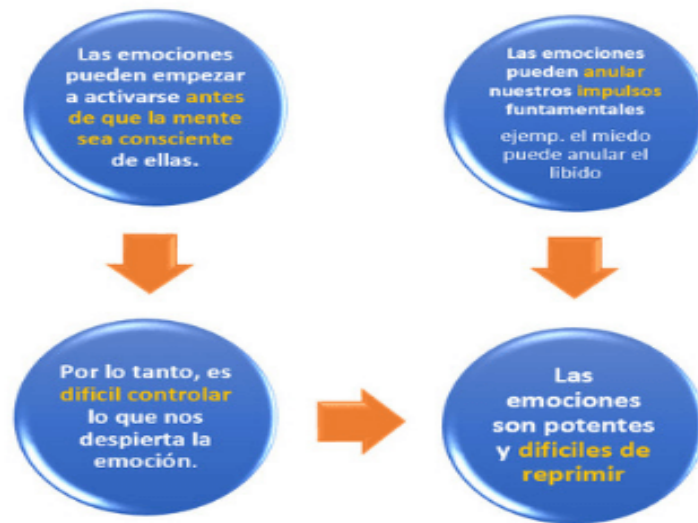 Las emociones
pueden empezar
a activarse antes
de que la mente
sea consciente
de ellas.
Las emociones
pueden anular
nuestros impulsos
funtamentales
ejemp. el miedo
puede anular el
libido
Por lo tanto, es
dificil controlar
lo que nos
despierta la
emoción.
Las
emociones
son potentes
y dificiles de
reprimir